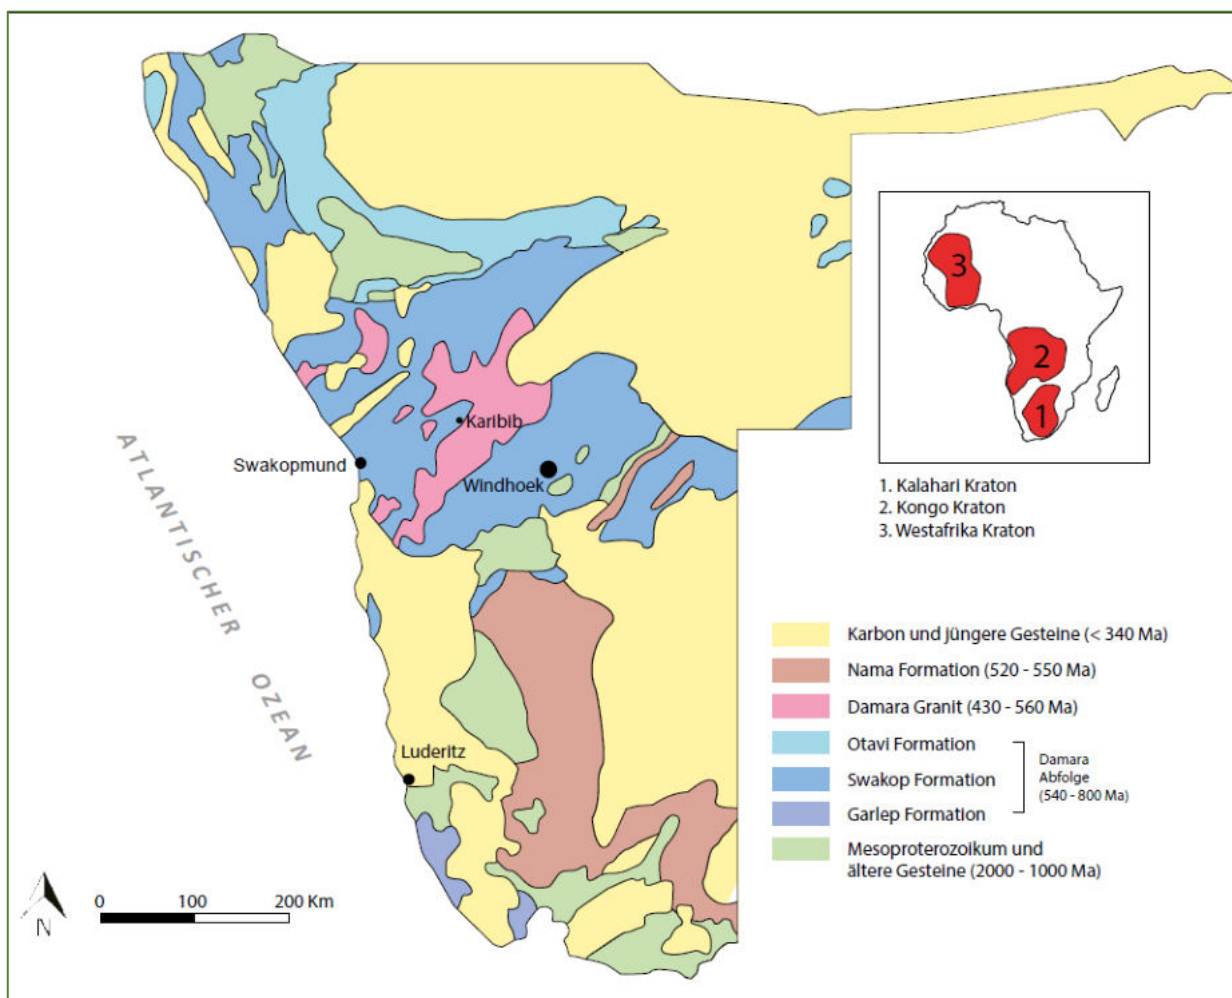 Karibib
Swakopmund
Windhoek
ATLANTISCHER OZEAN
Luderitz
N
0 100 200 Km
3
2
1
1. Kalahari Kraton
2. Kongo Kraton
3. Westafrika Kraton
Karbon und jüngere Gesteine (< 340 Ma)
Nama Formation (520 - 550 Ma)
Damara Granit (430 - 560 Ma)
Otavi Formation
Swakop Formation
Garlep Formation
Damara
Abfolge
(540 - 800 Ma)
Mesoproterozoikum und
ältere Gesteine (2000 - 1000 Ma)